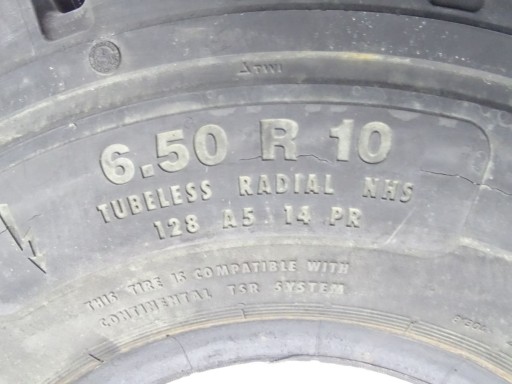 TWI
6.50 R 10
TUBELESS RADIAL NHS
128 A5 14 PR
THIS TIRE IS COMPATIBLE WITH
CONTINENTAL TSR SYSTEM